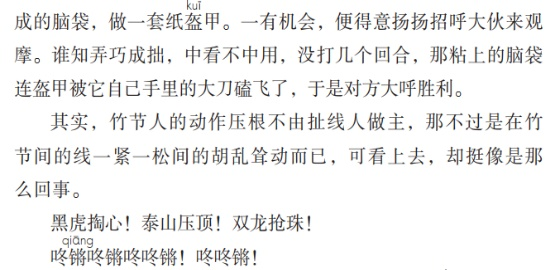 kuī
成的脑袋，做一套纸盔甲。一有机会，便得意扬扬招呼大伙来观
摩。谁知弄巧成拙，中看不中用，没打几个回合，那粘上的脑袋
连盔甲被它自己手里的大刀磕飞了，于是对方大呼胜利。
其实，竹节人的动作压根不由扯线人做主，那不过是在竹
节间的线一紧一松间的胡乱耸动而已，可看上去，却挺像是那
么回事。
黑虎掏心！泰山压顶！双龙抢珠！
qiāng
咚锵咚锵咚咚锵！咚咚锵！